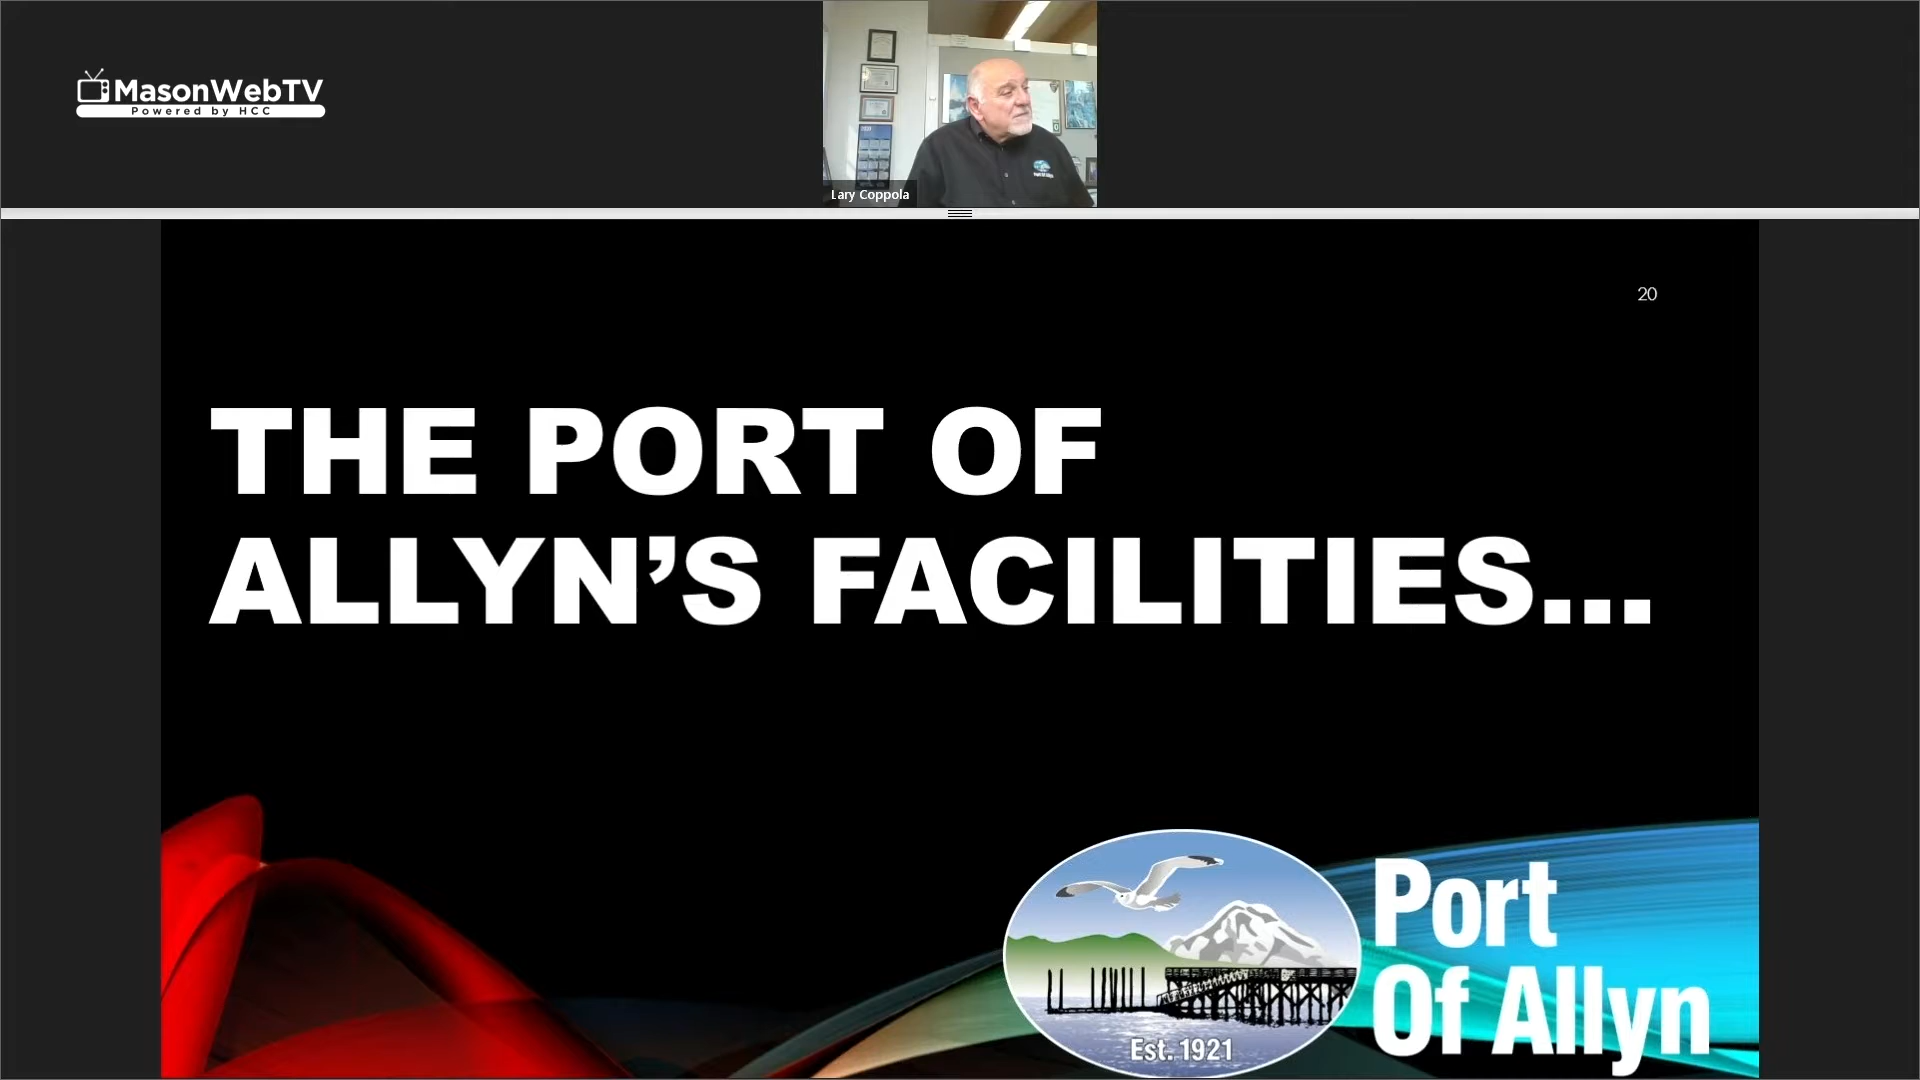 MasonWebTV
Powered by HCC
Lary Coppola
20
THE PORT OF
ALLYN’S FACILITIES...
Port
Of Allyn
Est. 1921